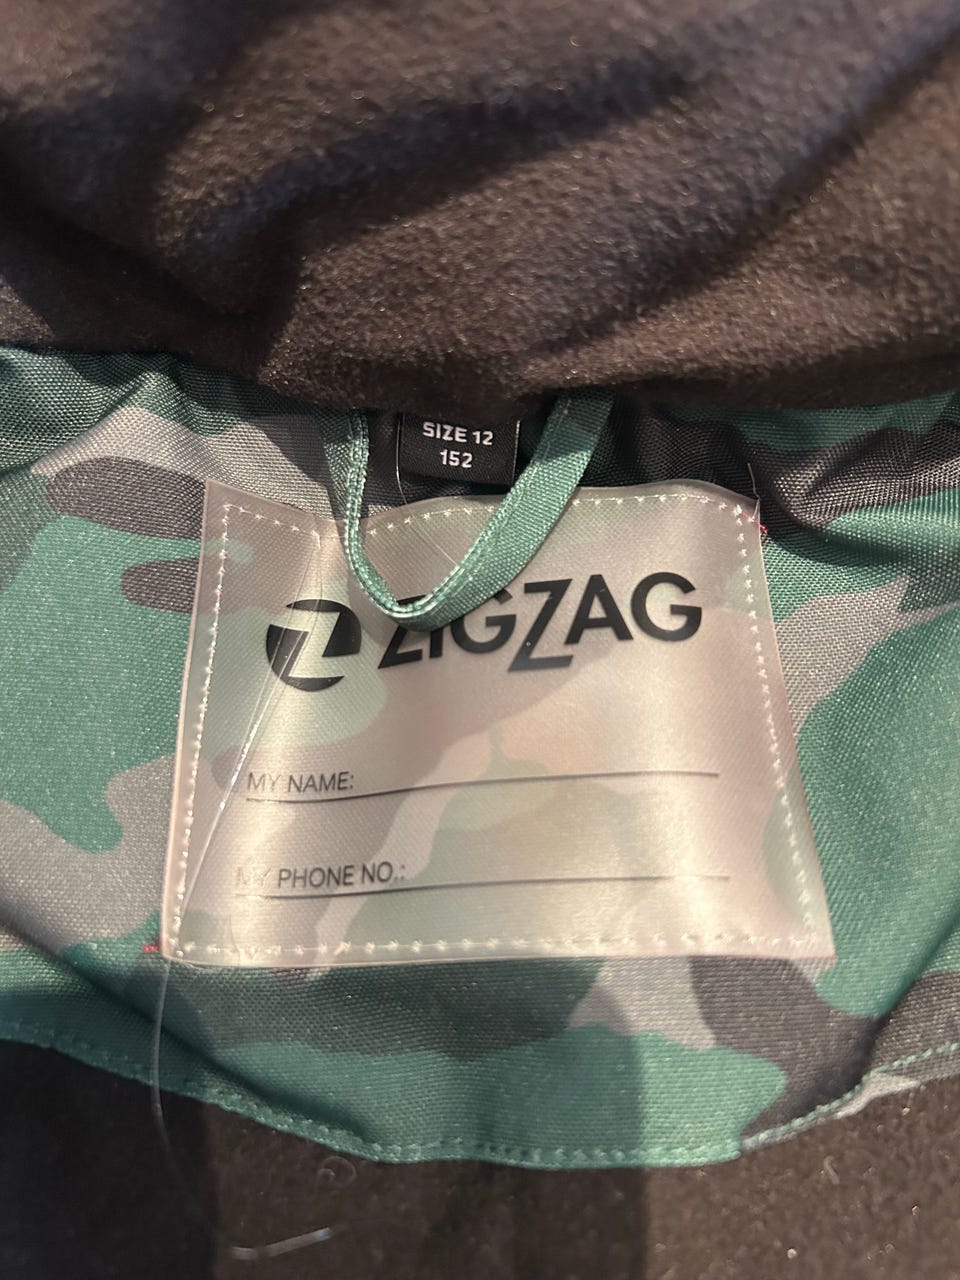 SIZE 12
152
ZIGZAG
MY NAME:
MY PHONE NO.: